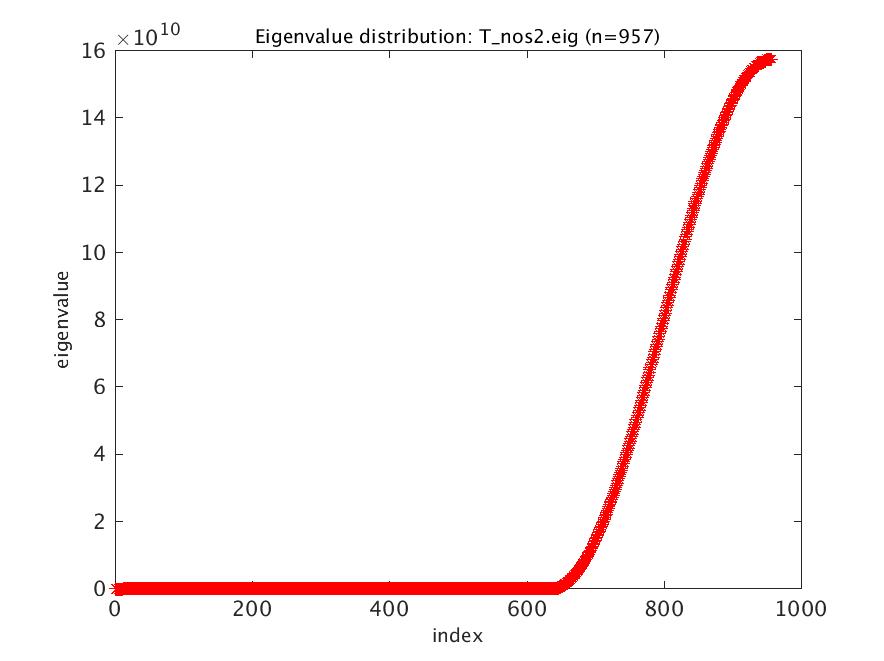 ×10^10
Eigenvalue distribution: T_nos2.eig (n=957)
16
14
12
10
8
6
4
2
0
eigenvalue
0 200 400 600 800 1000
index